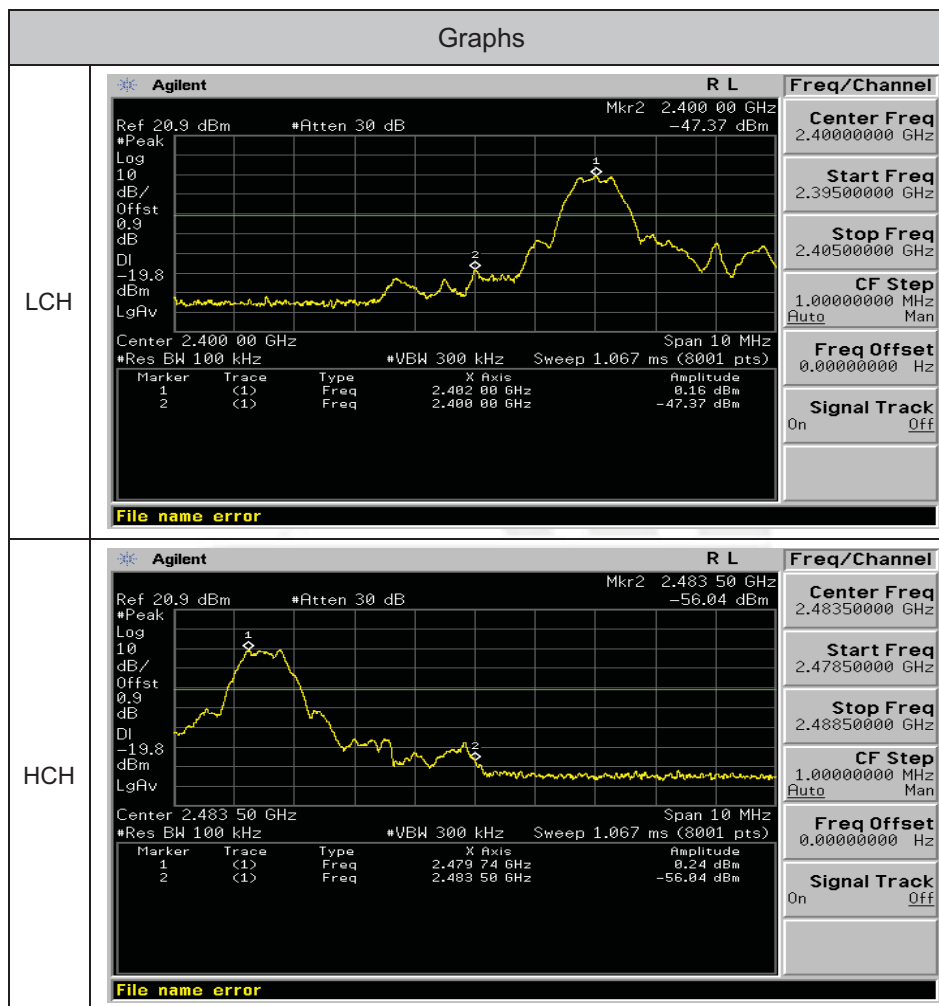 Graphs
LCH
Agilent R L Freq/Channel
Mkr2 2.400 00 GHz
Ref 20.9 dBm #Atten 30 dB -47.37 dBm
#Peak
Log
10
dB/
Offst
0.9
dB
DI
-19.8
dBm
LgAv
1
2
Center 2.400 00 GHz Span 10 MHz
#Res BW 100 kHz #VBW 300 kHz Sweep 1.067 ms (8001 pts)
Marker Trace Type X Axis Amplitude
1 (1) Freq 2.402 00 GHz 0.16 dBm
2 (1) Freq 2.400 00 GHz -47.37 dBm
File name error
Center Freq
2.40000000 GHz
Start Freq
2.39500000 GHz
Stop Freq
2.40500000 GHz
CF Step
1.00000000 MHz
Auto Man
Freq Offset
0.00000000 Hz
Signal Track
On Off
HCH
Agilent R L Freq/Channel
Mkr2 2.483 50 GHz
Ref 20.9 dBm #Atten 30 dB -56.04 dBm
#Peak
Log
10
dB/
Offst
0.9
dB
DI
-19.8
dBm
LgAv
1
2
Center 2.483 50 GHz Span 10 MHz
#Res BW 100 kHz #VBW 300 kHz Sweep 1.067 ms (8001 pts)
Marker Trace Type X Axis Amplitude
1 (1) Freq 2.479 74 GHz 0.24 dBm
2 (1) Freq 2.483 50 GHz -56.04 dBm
File name error
Center Freq
2.48350000 GHz
Start Freq
2.47850000 GHz
Stop Freq
2.48850000 GHz
CF Step
1.00000000 MHz
Auto Man
Freq Offset
0.00000000 Hz
Signal Track
On Off